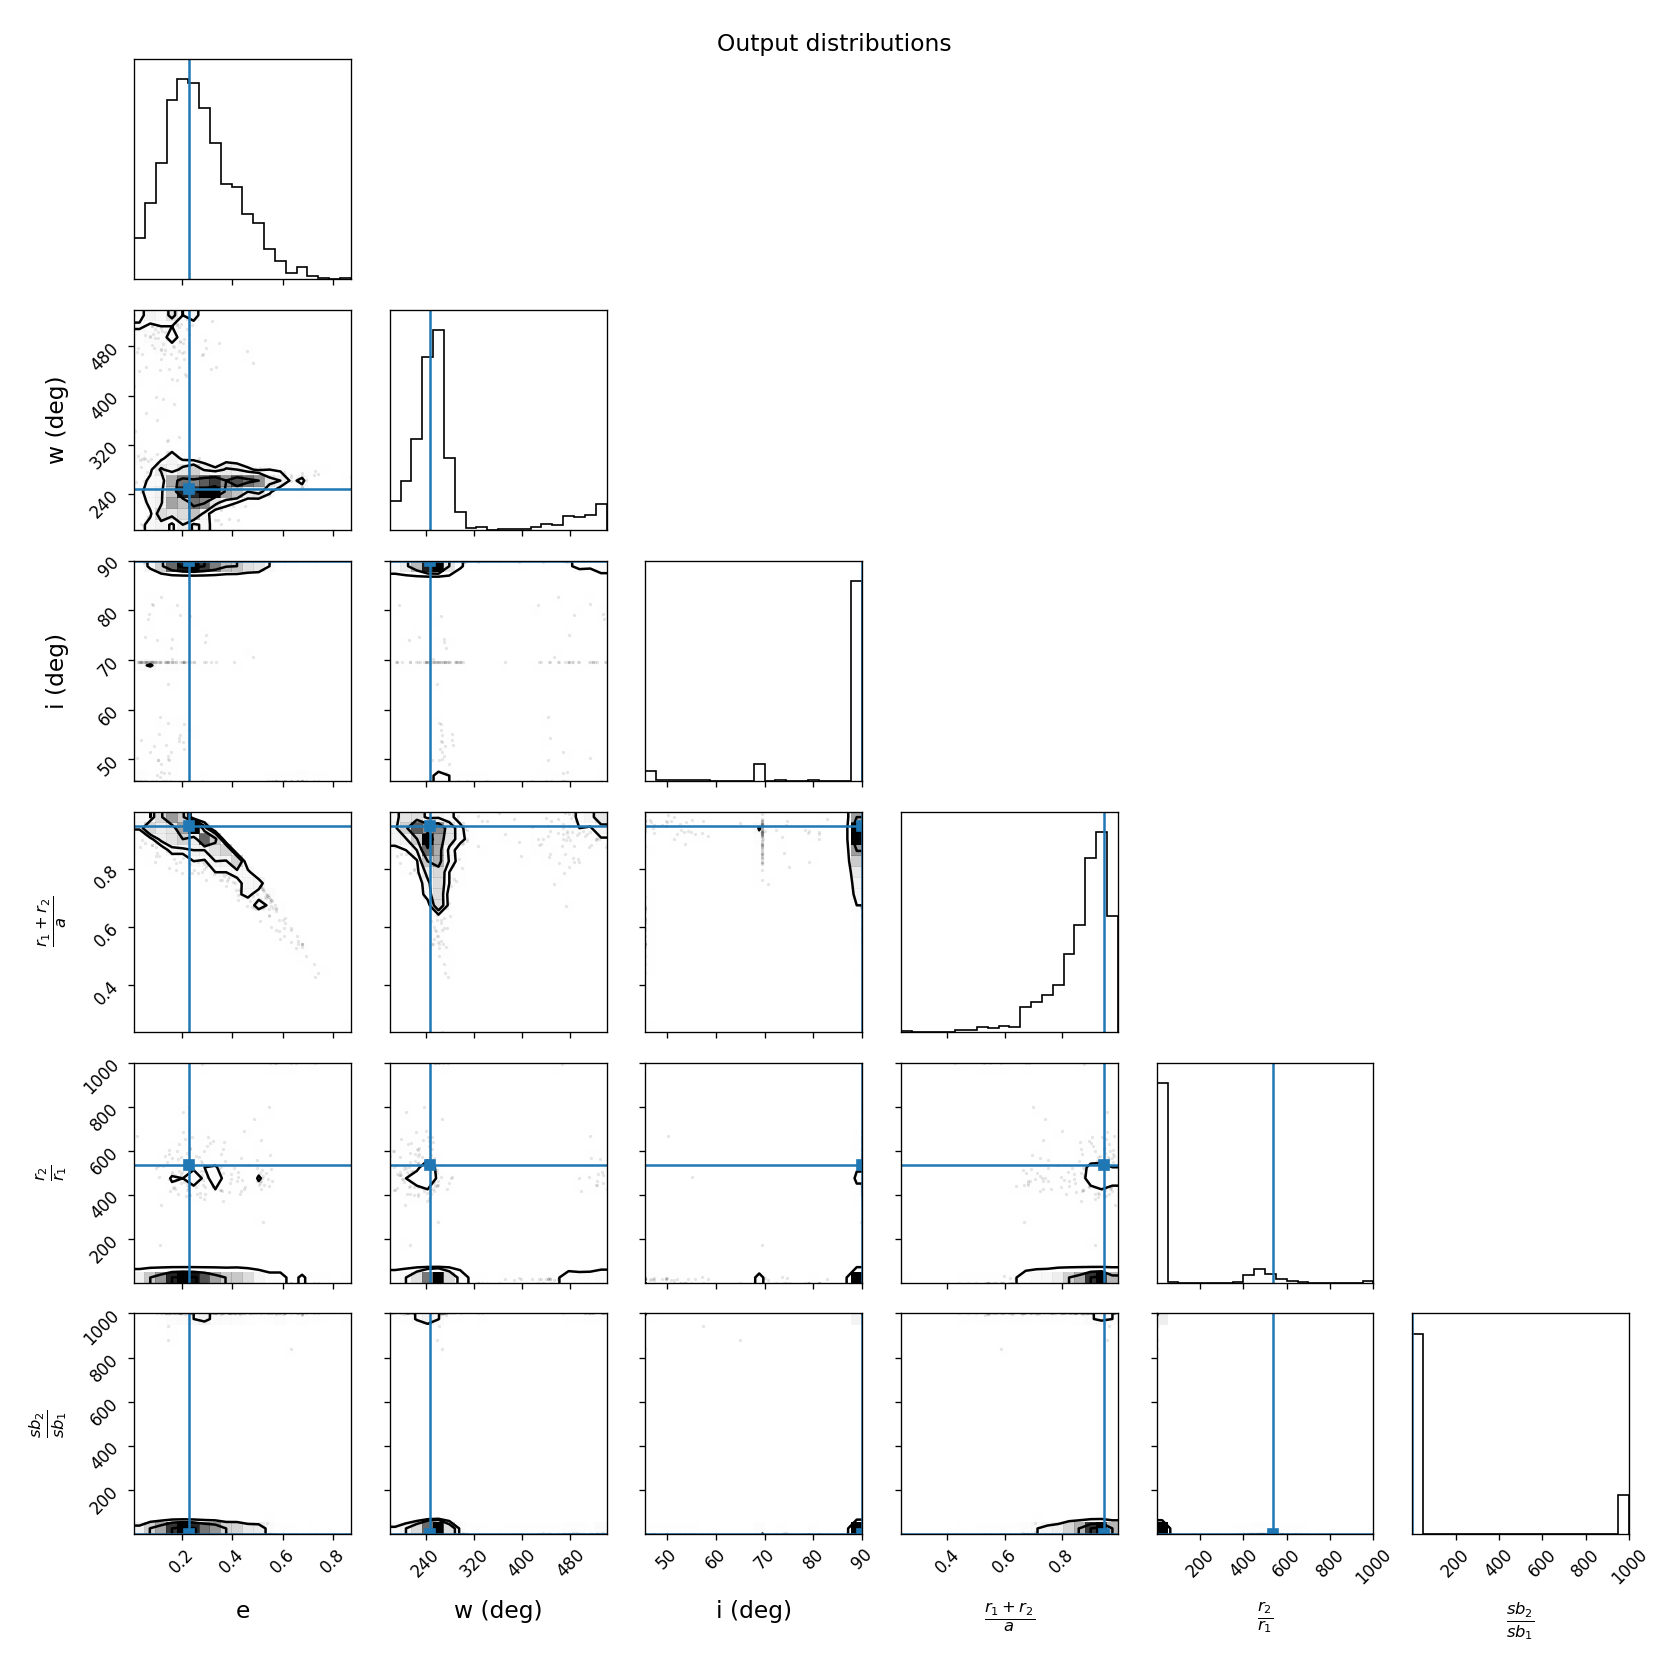 Output distributions
480
400
320
240
w (deg)
90
80
70
60
50
i (deg)
0.8
0.6
0.4
r₁ + r₂
a
1000
800
600
400
200
r₂
r₁
1000
800
600
400
200
sb₂
sb₁
0.2 0.4 0.6 0.8
240 320 400 480
50 60 70 80 90
0.4 0.6 0.8
200 400 600 800 1000
200 400 600 800 1000
e
w (deg)
i (deg)
r₁ + r₂
a
r₂
r₁
sb₂
sb₁